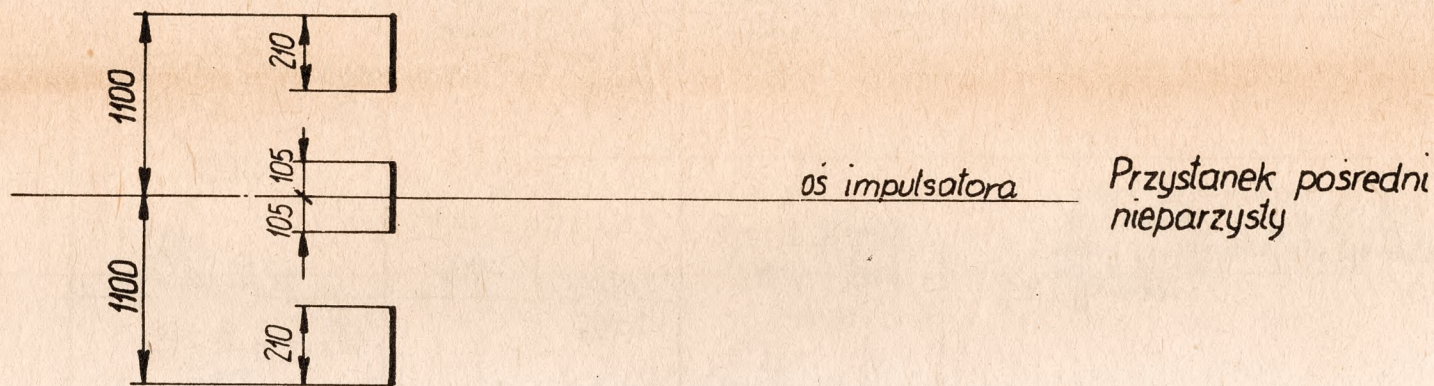 1100
210
105
105
1100
210
oś impulsatora
Przystanek pośredni
nieparzysty